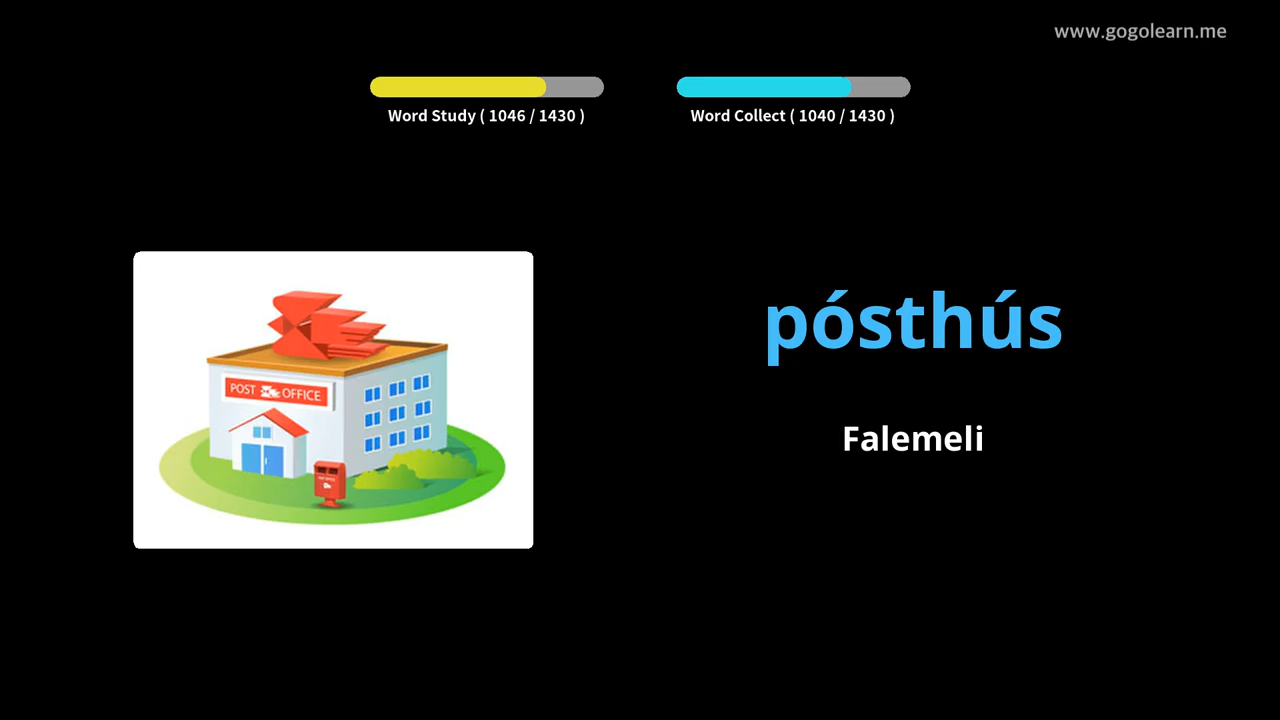 www.gogolearn.me
Word Study ( 1046 / 1430 )
Word Collect ( 1040 / 1430 )
POST OFFICE
pósthús
Falemeli